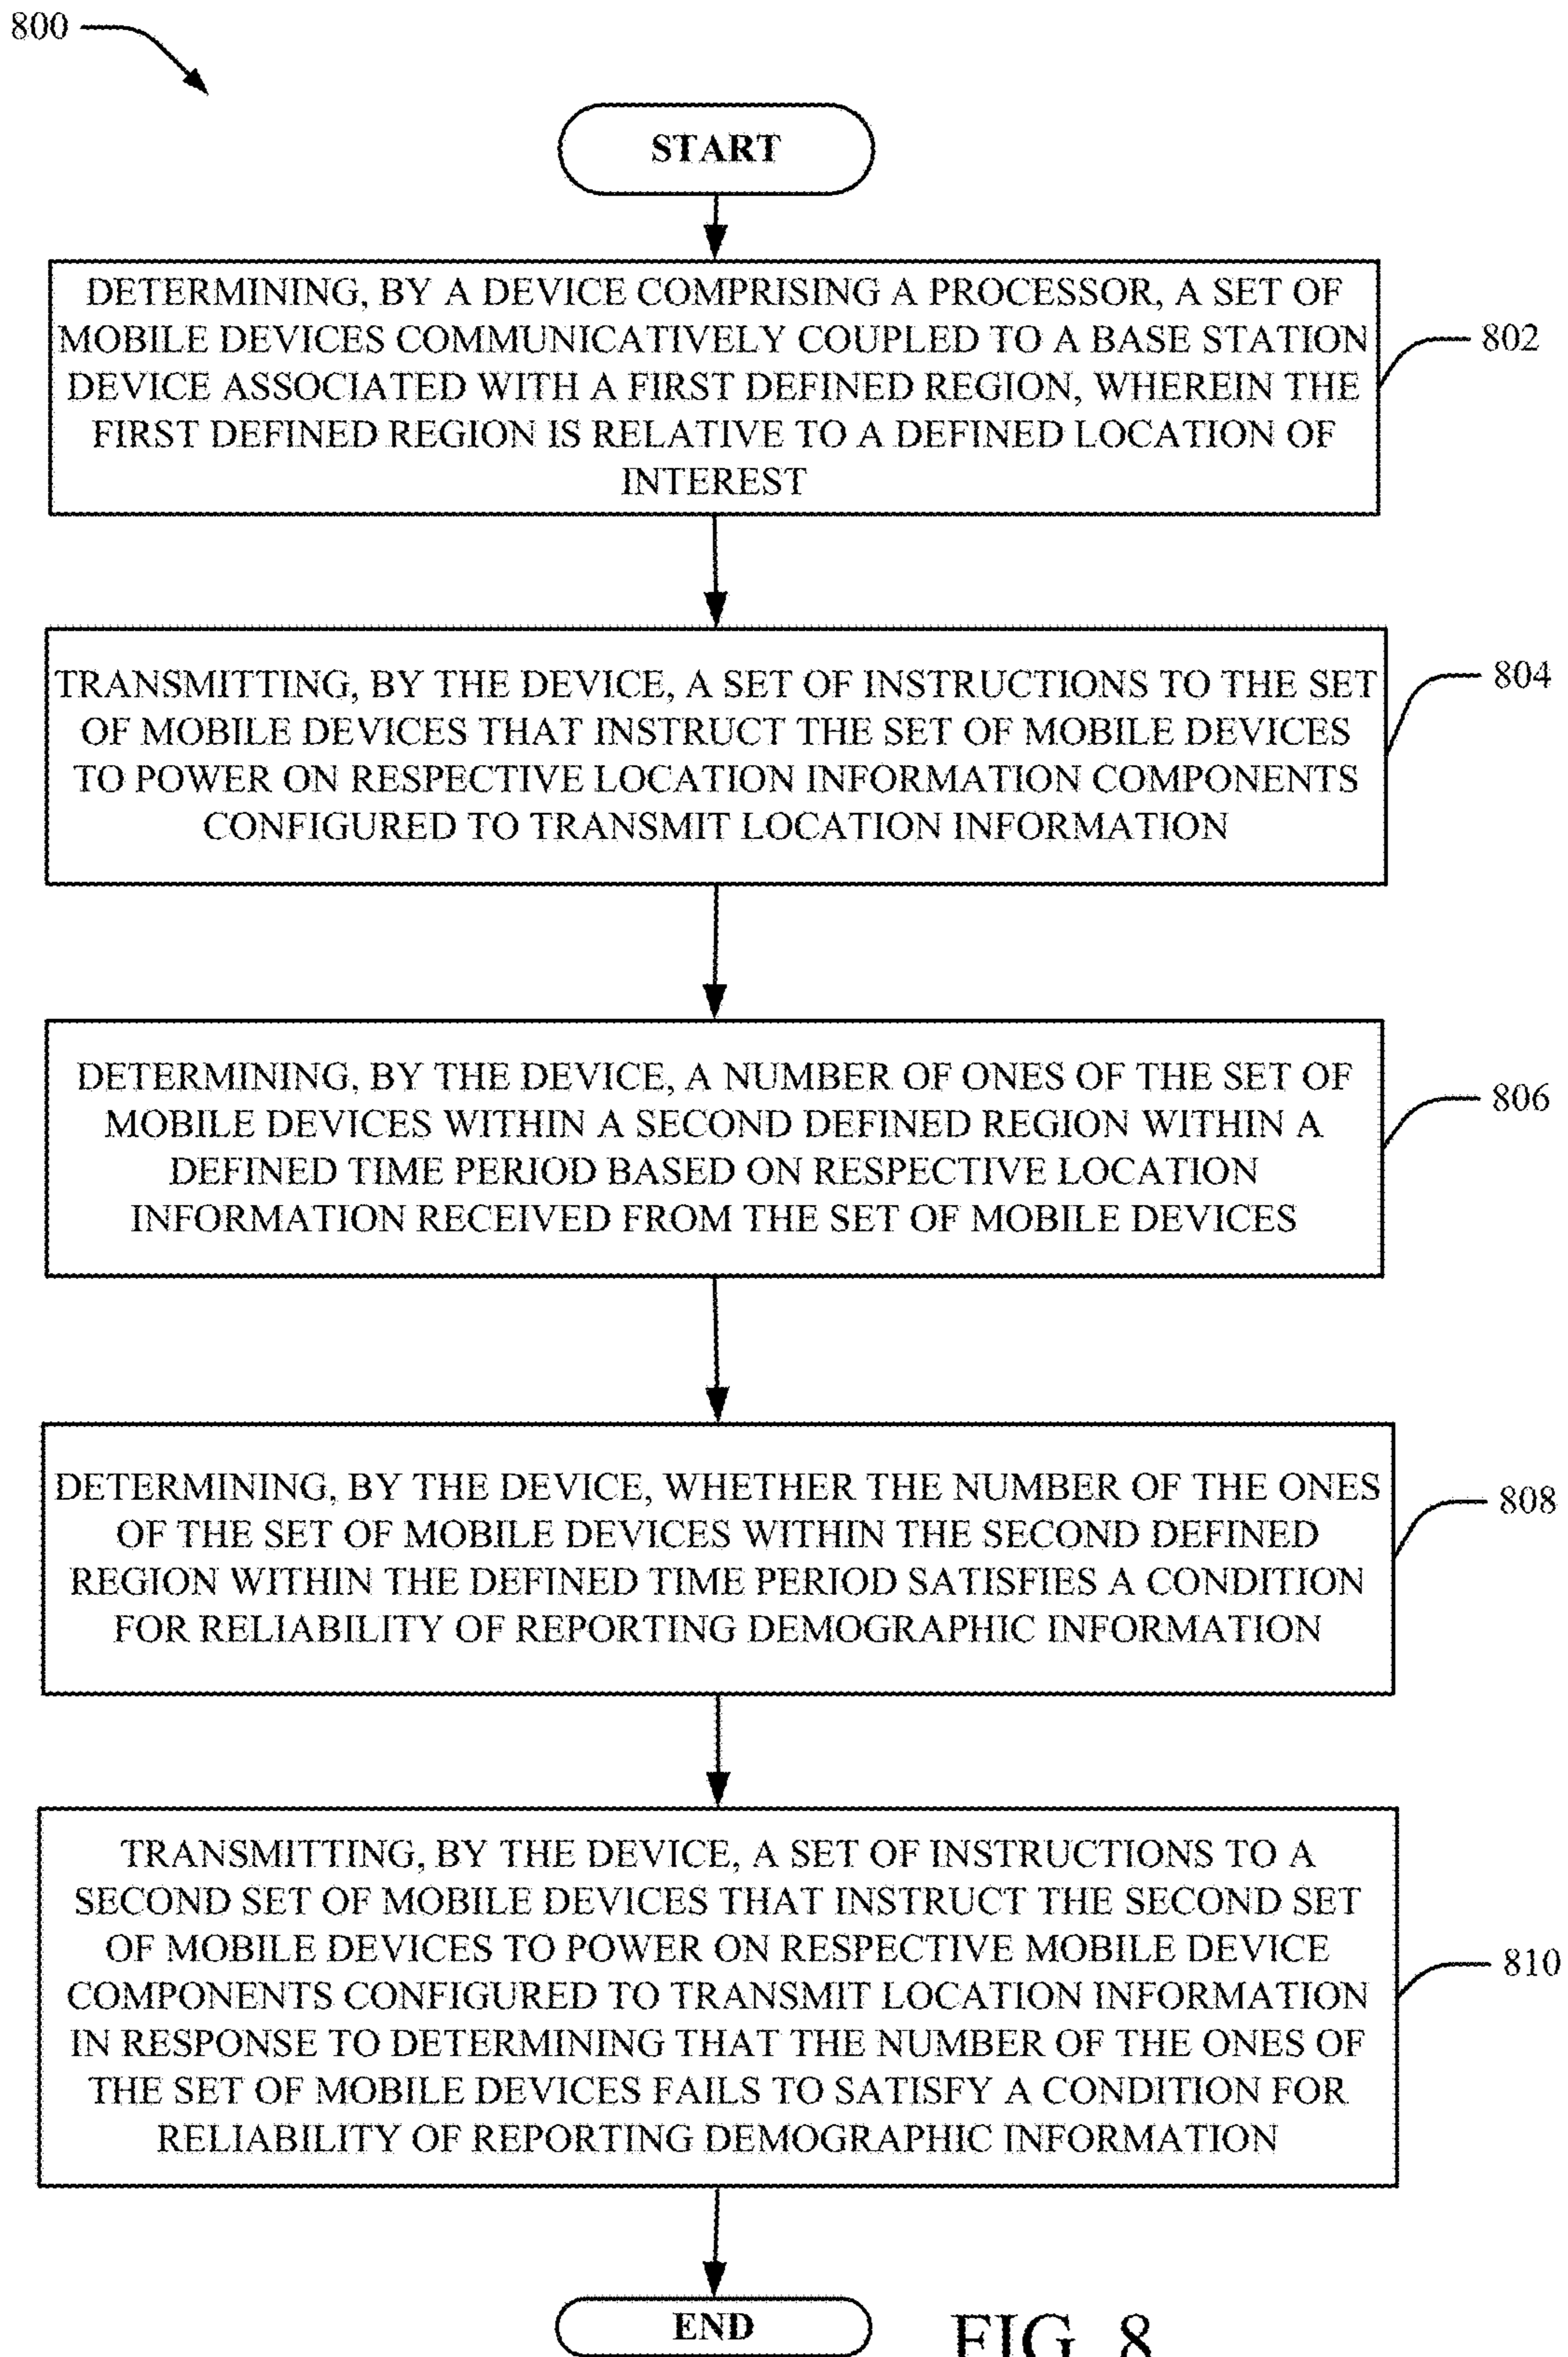 800
START
DETERMINING, BY A DEVICE COMPRISING A PROCESSOR, A SET OF
MOBILE DEVICES COMMUNICATIVELY COUPLED TO A BASE STATION
DEVICE ASSOCIATED WITH A FIRST DEFINED REGION, WHEREIN THE
FIRST DEFINED REGION IS RELATIVE TO A DEFINED LOCATION OF
INTEREST
802
TRANSMITTING, BY THE DEVICE, A SET OF INSTRUCTIONS TO THE SET
OF MOBILE DEVICES THAT INSTRUCT THE SET OF MOBILE DEVICES
TO POWER ON RESPECTIVE LOCATION INFORMATION COMPONENTS
CONFIGURED TO TRANSMIT LOCATION INFORMATION
804
DETERMINING, BY THE DEVICE, A NUMBER OF ONES OF THE SET OF
MOBILE DEVICES WITHIN A SECOND DEFINED REGION WITHIN A
DEFINED TIME PERIOD BASED ON RESPECTIVE LOCATION
INFORMATION RECEIVED FROM THE SET OF MOBILE DEVICES
806
DETERMINING, BY THE DEVICE, WHETHER THE NUMBER OF THE ONES
OF THE SET OF MOBILE DEVICES WITHIN THE SECOND DEFINED
REGION WITHIN THE DEFINED TIME PERIOD SATISFIES A CONDITION
FOR RELIABILITY OF REPORTING DEMOGRAPHIC INFORMATION
808
TRANSMITTING, BY THE DEVICE, A SET OF INSTRUCTIONS TO A
SECOND SET OF MOBILE DEVICES THAT INSTRUCT THE SECOND SET
OF MOBILE DEVICES TO POWER ON RESPECTIVE MOBILE DEVICE
COMPONENTS CONFIGURED TO TRANSMIT LOCATION INFORMATION
IN RESPONSE TO DETERMINING THAT THE NUMBER OF THE ONES OF
THE SET OF MOBILE DEVICES FAILS TO SATISFY A CONDITION FOR
RELIABILITY OF REPORTING DEMOGRAPHIC INFORMATION
810
END
FIG. 8